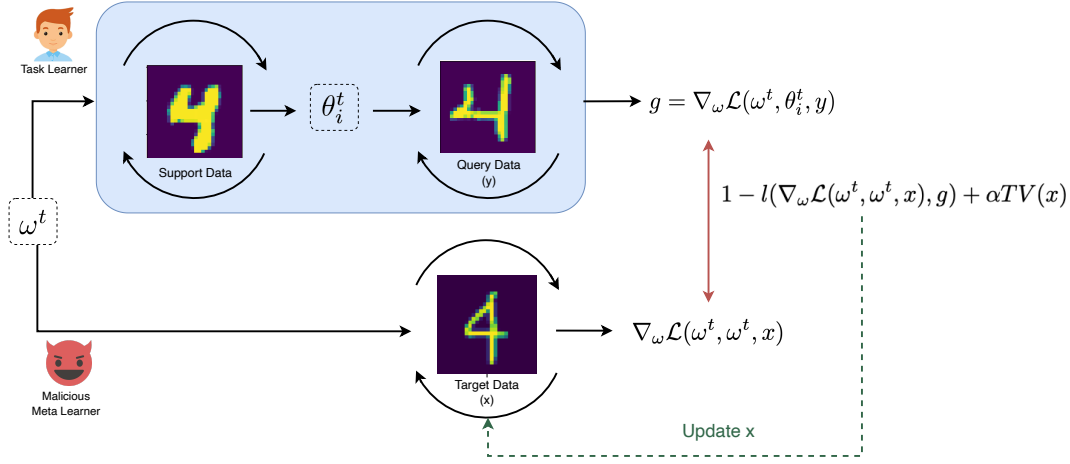 Task Learner
θ_i^t
Support Data
Query Data
(y)
g = ∇_ω ℒ(ω^t, θ_i^t, y)
1 − l(∇_ω ℒ(ω^t, ω^t, x), g) + αTV(x)
ω^t
∇_ω ℒ(ω^t, ω^t, x)
Target Data
(x)
Malicious
Meta Learner
Update x